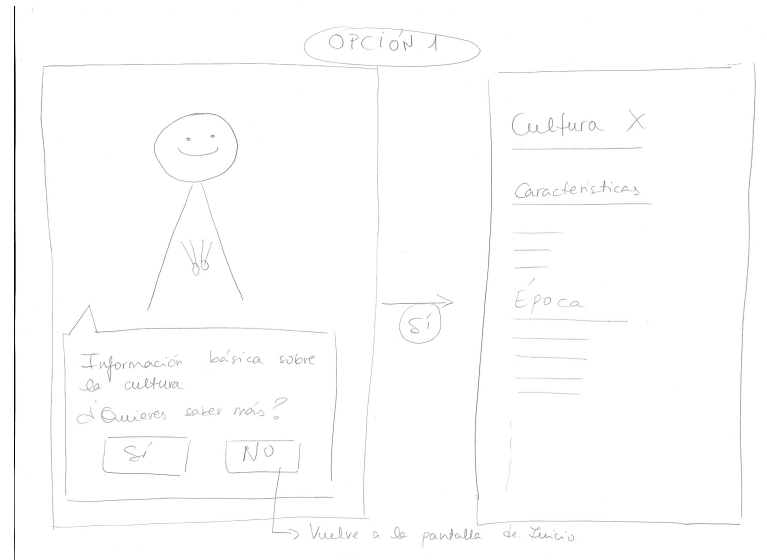 OPCIÓN 1
Información básica sobre
la cultura
¿Quieres saber más?
SÍ
NO
Vuelve a la pantalla de Inicio
SÍ
Cultura X
Características
Época